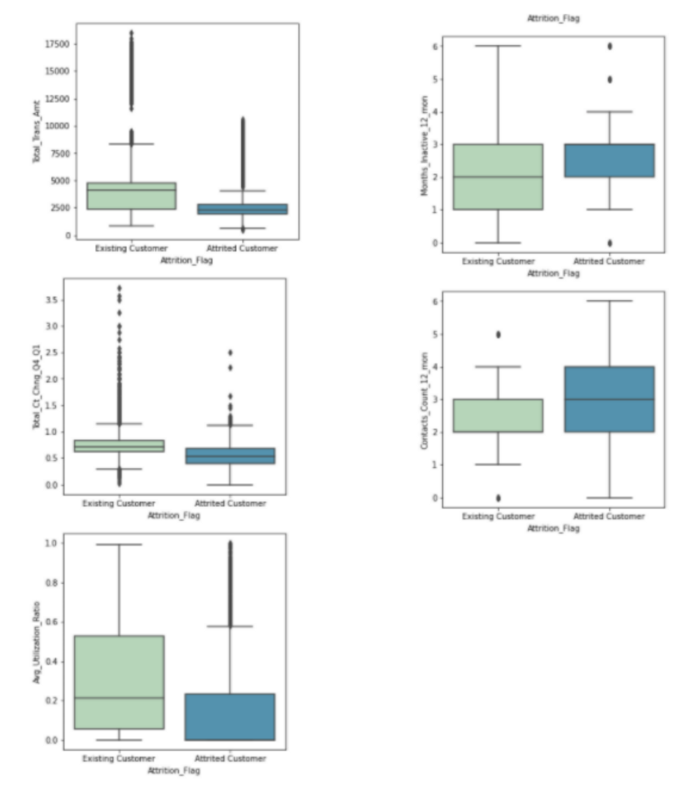 Attrition_Flag
17500
15000
12500
10000
7500
5000
2500
0
Total_Trans_Amt
Existing Customer Attrited Customer
Attrition_Flag
6
5
4
3
2
1
0
Months_Inactive_12_mon
Existing Customer Attrited Customer
Attrition_Flag
3.5
3.0
2.5
2.0
1.5
1.0
0.5
0.0
Total_Ct_Chng_Q4_Q1
Existing Customer Attrited Customer
Attrition_Flag
6
5
4
3
2
1
0
Contacts_Count_12_mon
Existing Customer Attrited Customer
Attrition_Flag
1.0
0.8
0.6
0.4
0.2
0.0
Avg_Utilization_Ratio
Existing Customer Attrited Customer
Attrition_Flag